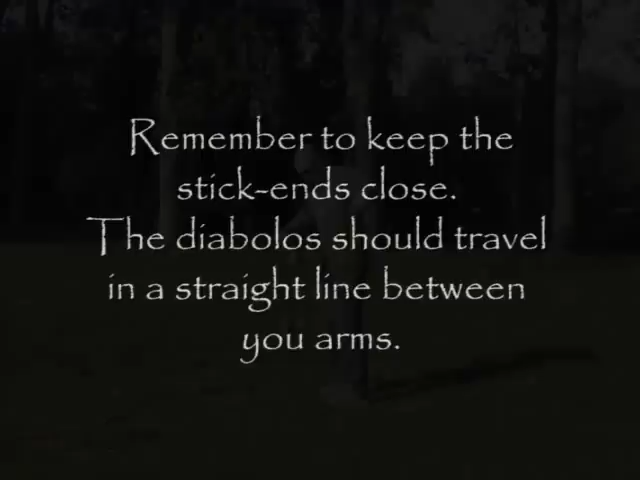 Remember to keep the
stick-ends close.
The diabolos should travel
in a straight line between
you arms.